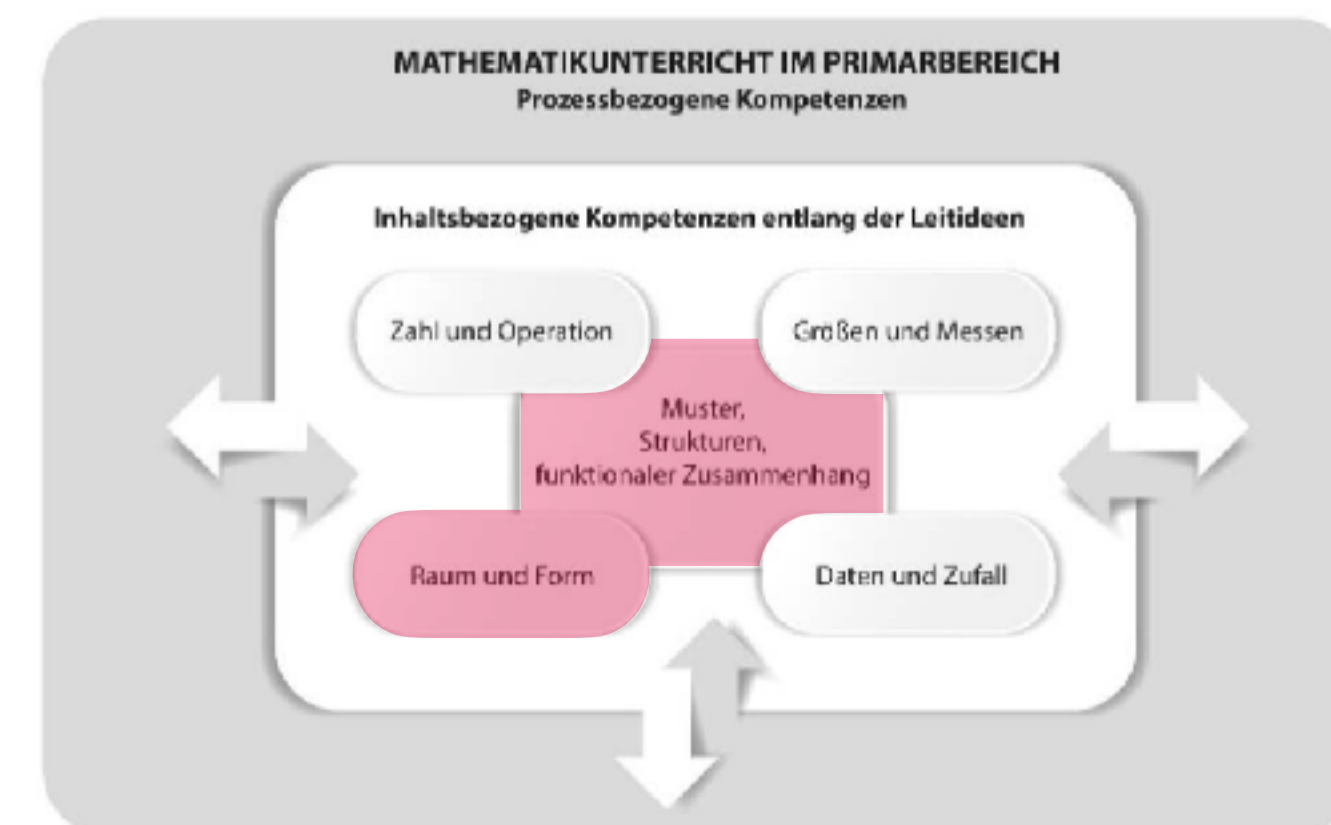 MATHEMATIKUNTERRICHT IM PRIMARBEREICH
Prozessbezogene Kompetenzen
Inhaltsbezogene Kompetenzen entlang der Leitideen
Zahl und Operation
Größen und Messen
Muster,
Strukturen,
funktionaler Zusammenhang
Raum und Form
Daten und Zufall